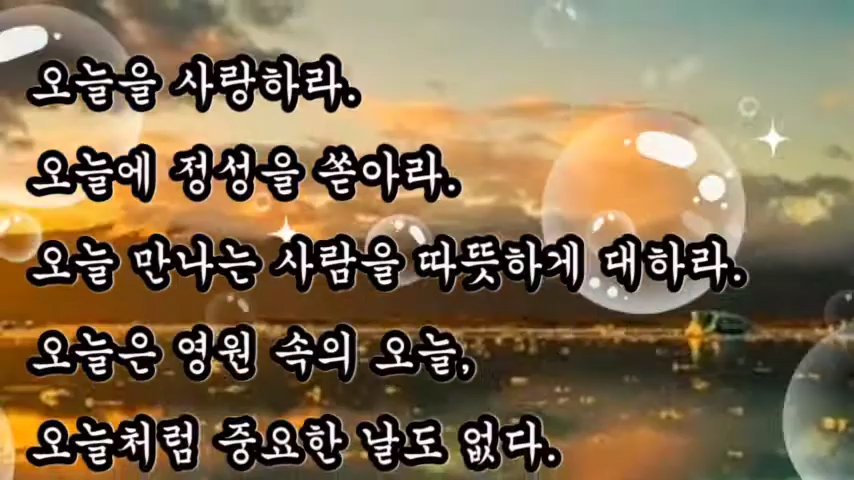 오늘을 사랑하라.
오늘에 정성을 쏟아라.
오늘 만나는 사람을 따뜻하게 대하라.
오늘은 영원 속의 오늘,
오늘처럼 중요한 날도 없다.